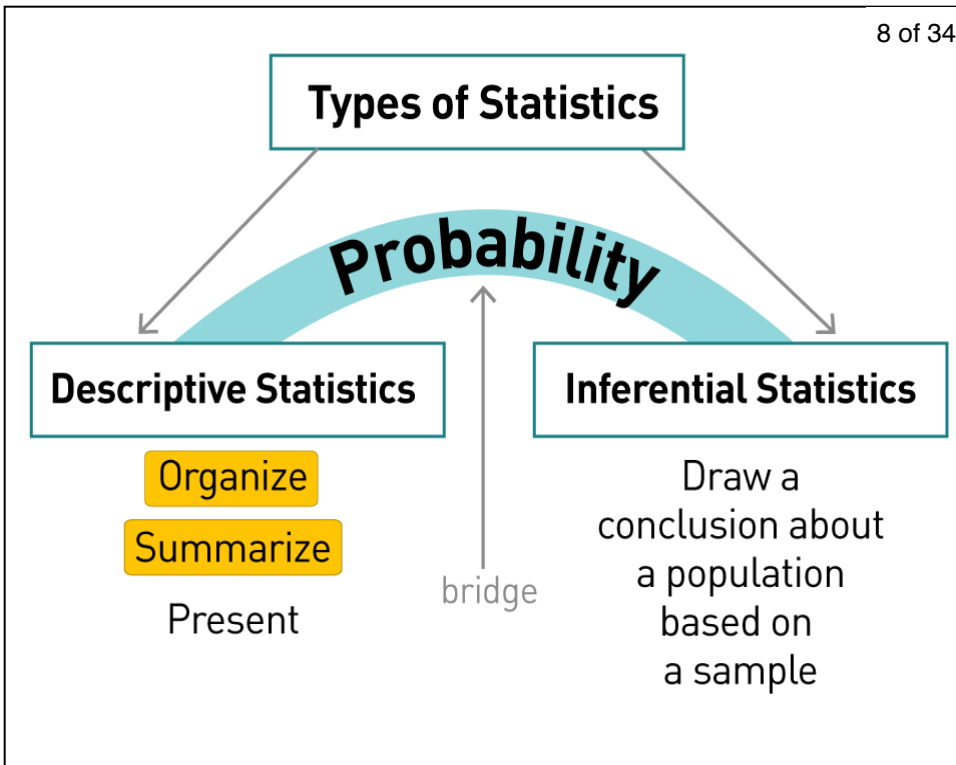 8 of 34
Types of Statistics
Probability
Descriptive Statistics
Organize
Summarize
Present
bridge
Inferential Statistics
Draw a
conclusion about
a population
based on
a sample